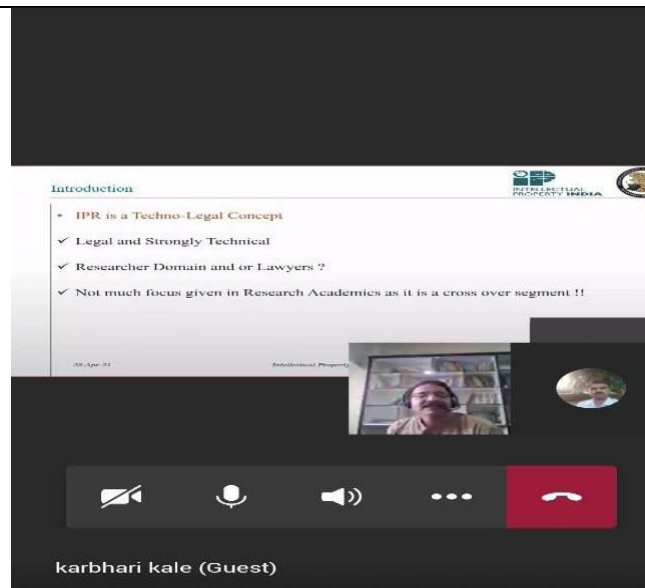 INTELLECTUAL
PROPERTY INDIA
Introduction
• IPR is a Techno-Legal Concept
✓ Legal and Strongly Technical
✓ Researcher Domain and or Lawyers ?
✓ Not much focus given in Research Academics as it is a cross over segment !!
Intellectual Property
karbhari kale (Guest)